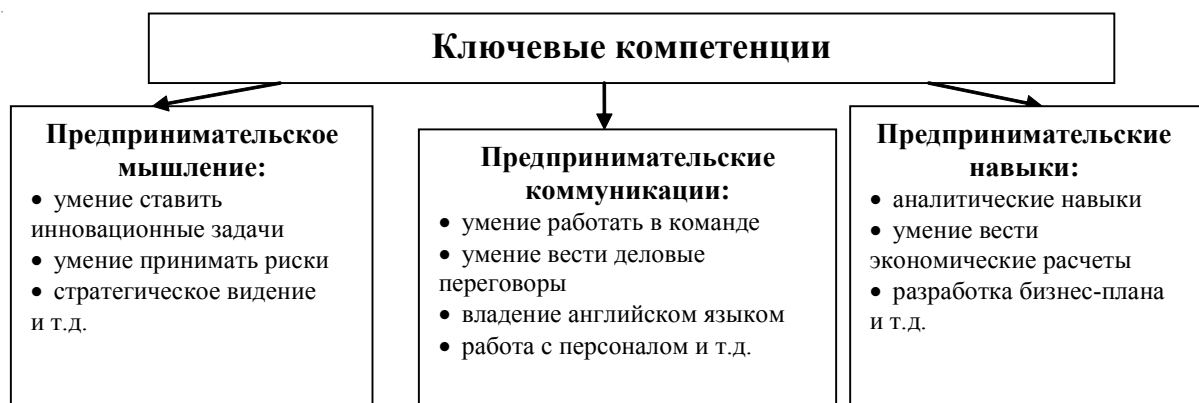 Ключевые компетенции
Предпринимательское
мышление:
• умение ставить
инновационные задачи
• умение принимать риски
• стратегическое видение
и т.д.
Предпринимательские
коммуникации:
• умение работать в команде
• умение вести деловые
переговоры
• владение английском языком
• работа с персоналом и т.д.
Предпринимательские
навыки:
• аналитические навыки
• умение вести
экономические расчеты
• разработка бизнес-плана
и т.д.